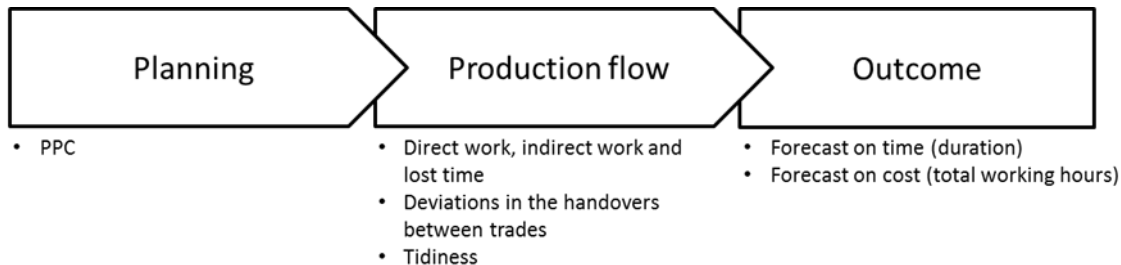 Planning
Production flow
Outcome
• PPC
• Direct work, indirect work and
lost time
• Deviations in the handovers
between trades
• Tidiness
• Forecast on time (duration)
• Forecast on cost (total working hours)